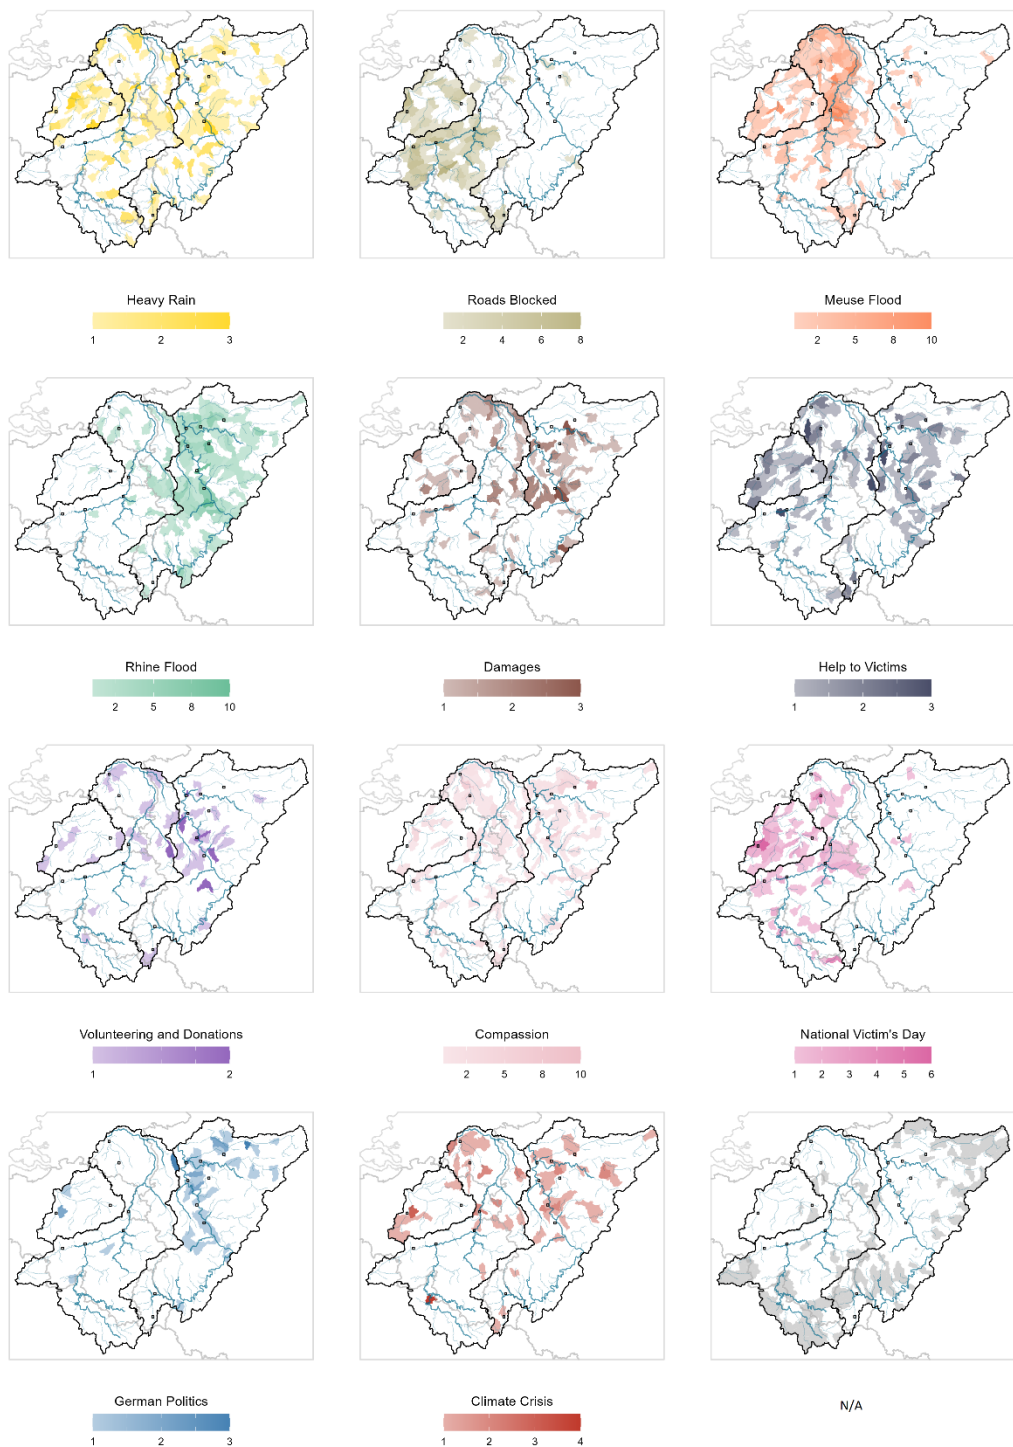 Heavy Rain
1 2 3
Roads Blocked
2 4 6 8
Meuse Flood
2 5 8 10
Rhine Flood
2 5 8 10
Damages
1 2 3
Help to Victims
1 2 3
Volunteering and Donations
1 2
Compassion
2 5 8 10
National Victim's Day
1 2 3 4 5 6
German Politics
1 2 3
Climate Crisis
1 2 3 4
N/A